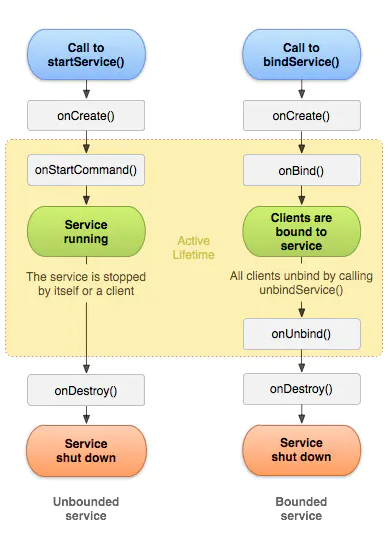 Call to
startService()
onCreate()
onStartCommand()
Service
running
The service is stopped
by itself or a client
onDestroy()
Service
shut down
Unbounded
service
Active
Lifetime
Call to
bindService()
onCreate()
onBind()
Clients are
bound to
service
All clients unbind by calling
unbindService()
onUnbind()
onDestroy()
Service
shut down
Bounded
service